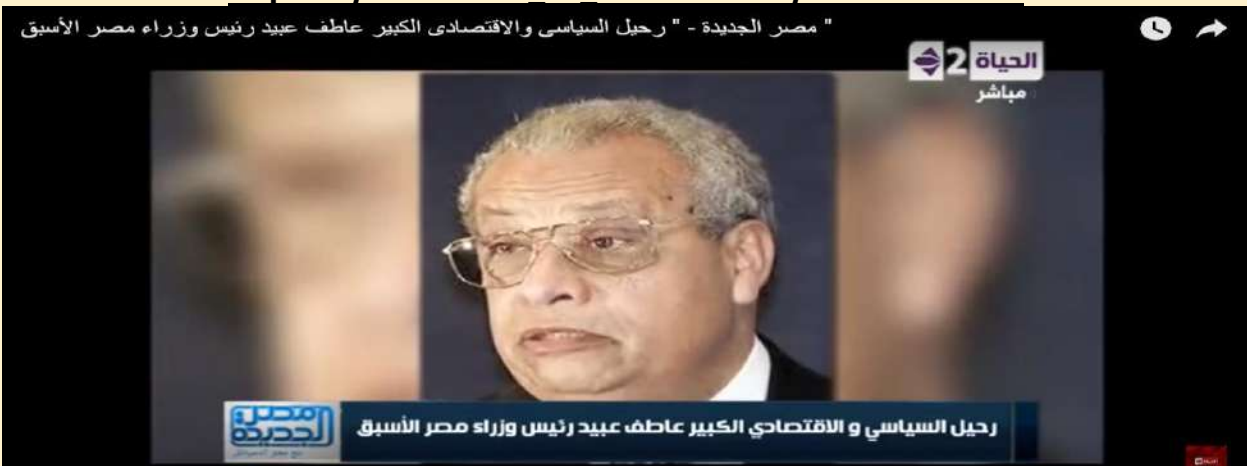 " مصر الجديدة - " رحيل السياسى والاقتصادى الكبير عاطف عبيد رئيس وزراء مصر الأسبق
الحياة 2
مباشر
رحيل السياسي و الاقتصادي الكبير عاطف عبيد رئيس وزراء مصر الأسبق
مصر الجديدة